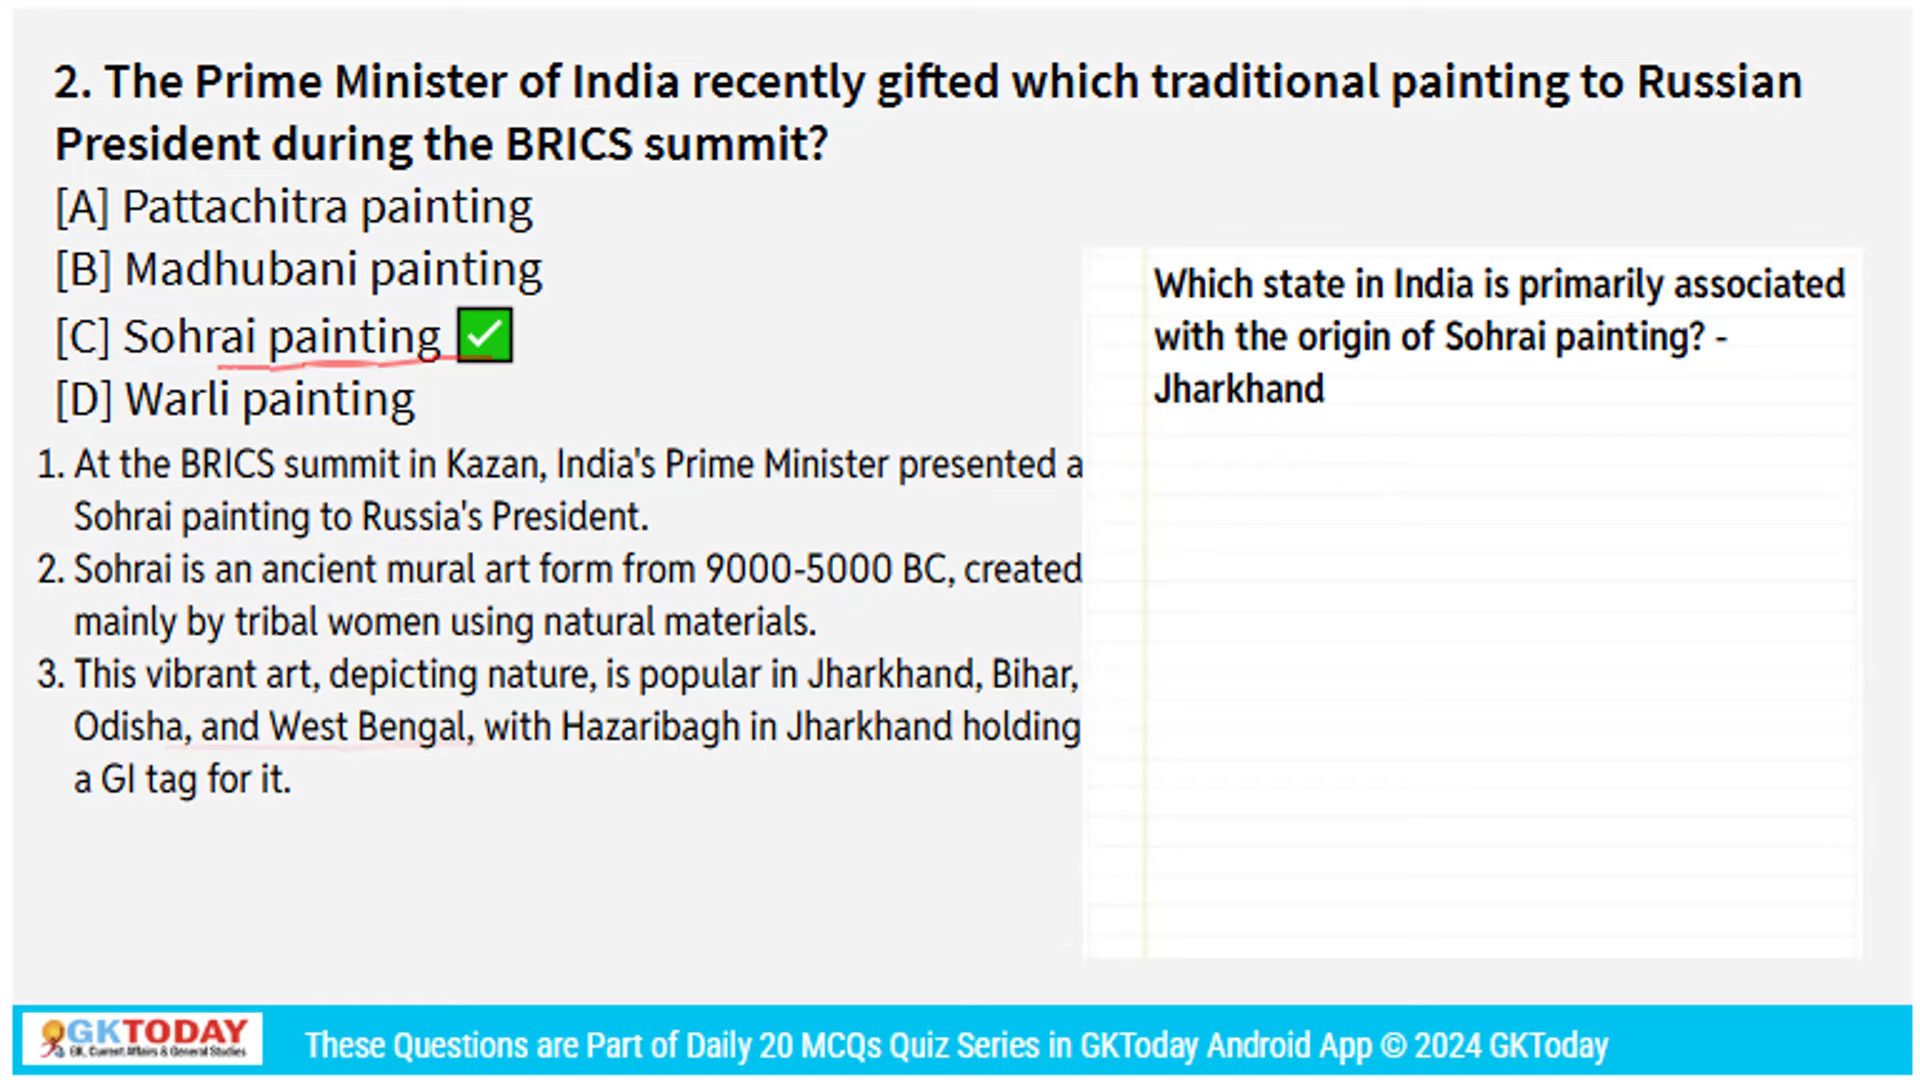 2. The Prime Minister of India recently gifted which traditional painting to Russian
President during the BRICS summit?
[A] Pattachitra painting
[B] Madhubani painting
[C] Sohrai painting
[D] Warli painting
1. At the BRICS summit in Kazan, India's Prime Minister presented a
Sohrai painting to Russia's President.
2. Sohrai is an ancient mural art form from 9000-5000 BC, created
mainly by tribal women using natural materials.
3. This vibrant art, depicting nature, is popular in Jharkhand, Bihar,
Odisha, and West Bengal, with Hazaribagh in Jharkhand holding
a GI tag for it.
Which state in India is primarily associated
with the origin of Sohrai painting? -
Jharkhand
GKTODAY
GK, Current Affairs & General Studies
These Questions are Part of Daily 20 MCQs Quiz Series in GKToday Android App © 2024 GKToday